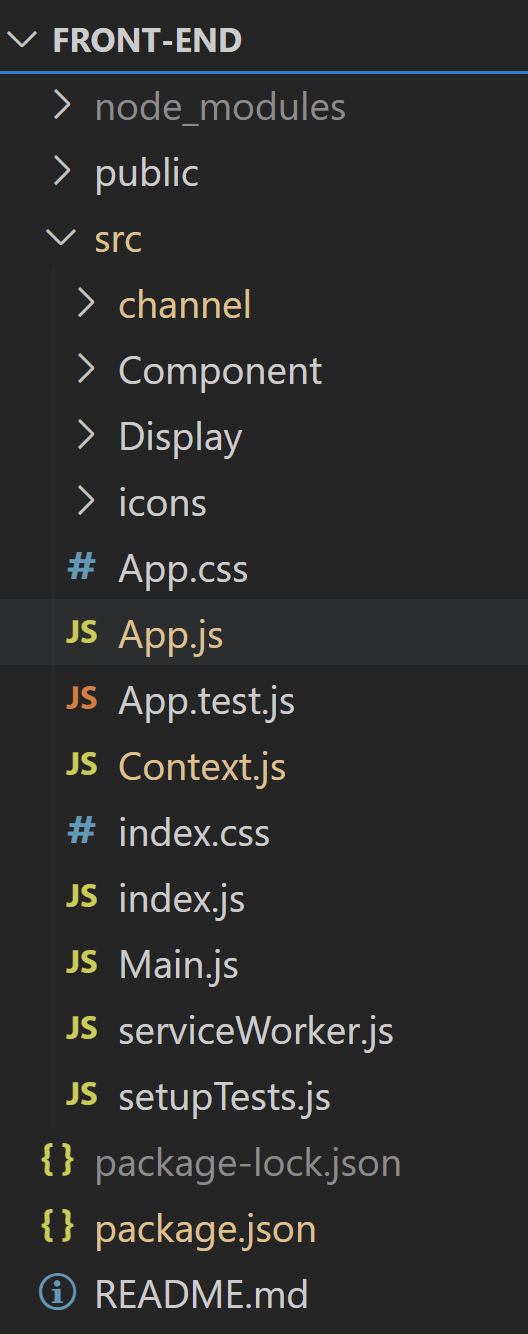 FRONT-END
node_modules
public
src
channel
Component
Display
icons
# App.css
JS App.js
JS App.test.js
JS Context.js
# index.css
JS index.js
JS Main.js
JS serviceWorker.js
JS setupTests.js
{ } package-lock.json
{ } package.json
i README.md